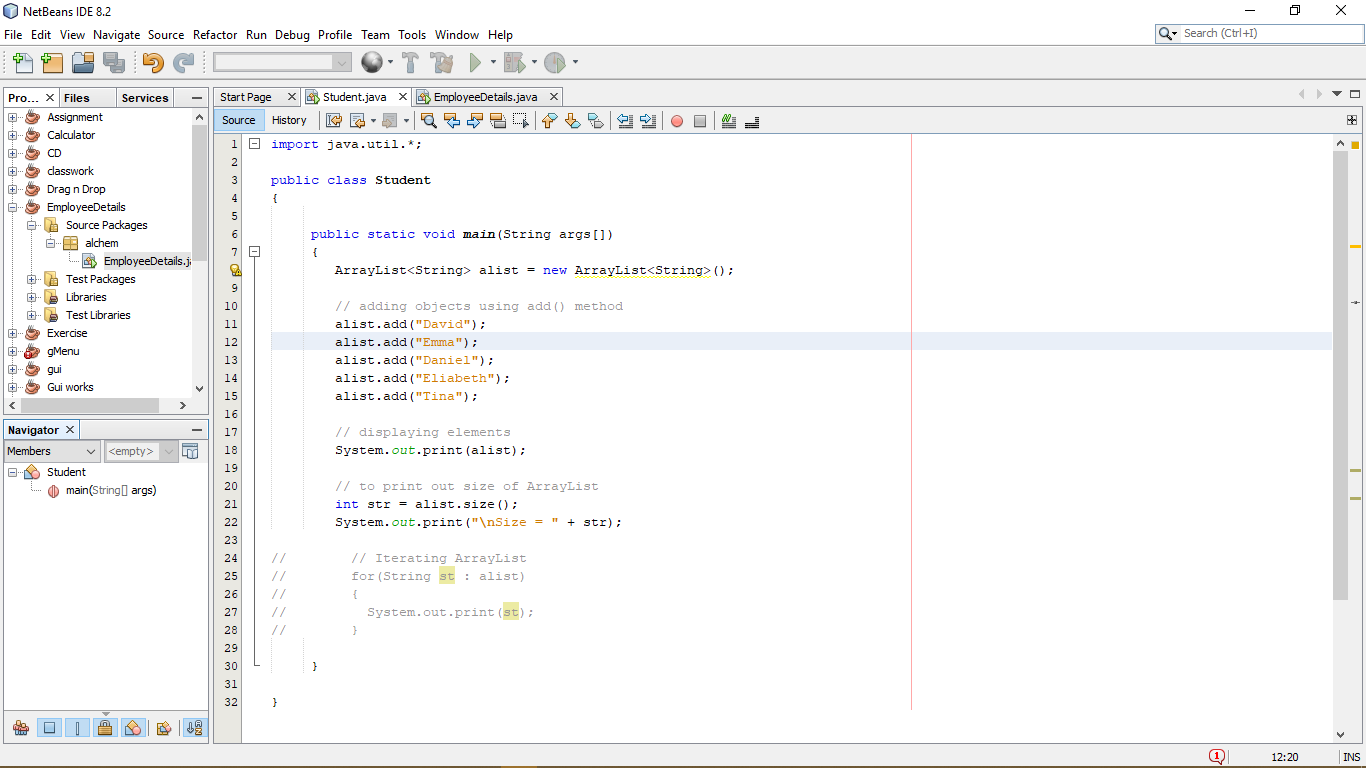 NetBeans IDE 8.2
File Edit View Navigate Source Refactor Run Debug Profile Team Tools Window Help
Search (Ctrl+I)
Pro... Files Services
Assignment
Calculator
CD
classwork
Drag n Drop
EmployeeDetails
Source Packages
alchem
EmployeeDetails.j
Test Packages
Libraries
Test Libraries
Exercise
gMenu
gui
Gui works
Navigator
Members <empty>
Student
main(String[] args)
Start Page Student.java EmployeeDetails.java
Source History
1 import java.util.*;
2
3 public class Student
4 {
5
6 public static void main(String args[])
7 {
ArrayList<String> alist = new ArrayList<String>();
9
10 // adding objects using add() method
11 alist.add("David");
12 alist.add("Emma");
13 alist.add("Daniel");
14 alist.add("Eliabeth");
15 alist.add("Tina");
16
17 // displaying elements
18 System.out.print(alist);
19
20 // to print out size of ArrayList
21 int str = alist.size();
22 System.out.print("\nSize = " + str);
23
24 // // Iterating ArrayList
25 // for(String st : alist)
26 // {
27 // System.out.print(st);
28 // }
29
30 }
31
32 }
1 12:20 INS